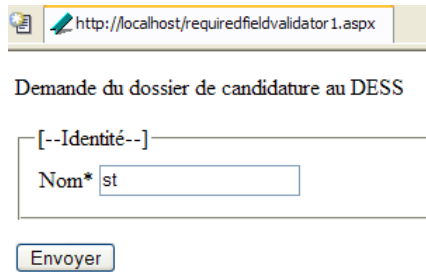 http://localhost/requiredfieldvalidator1.aspx
Demande du dossier de candidature au DESS
[--Identité--]
Nom* st
Envoyer